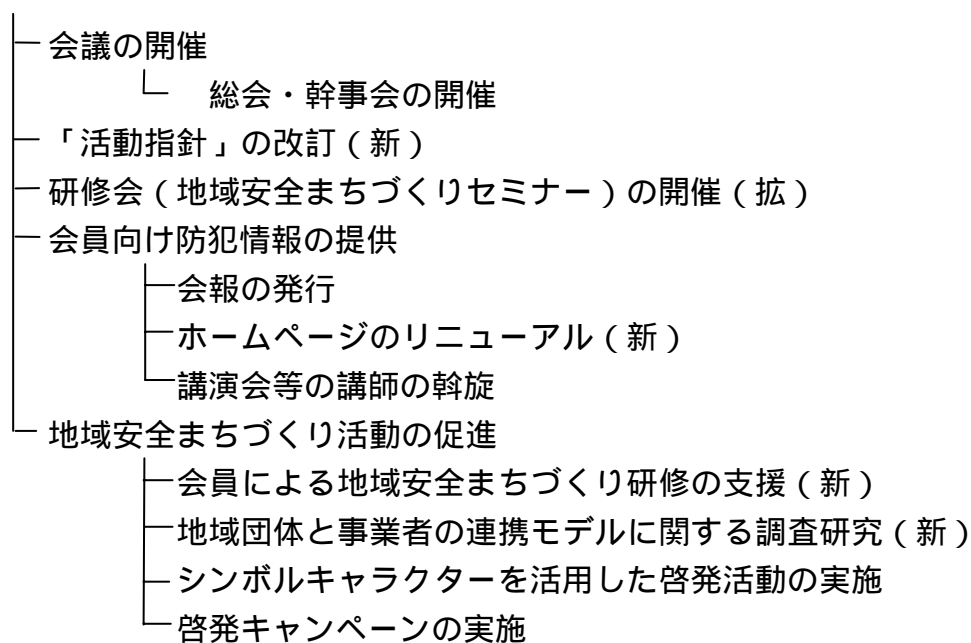 会議の開催
総会・幹事会の開催
「活動指針」の改訂（新）
研修会（地域安全まちづくりセミナー）の開催（拡）
会員向け防犯情報の提供
会報の発行
ホームページのリニューアル（新）
講演会等の講師の斡旋
地域安全まちづくり活動の促進
会員による地域安全まちづくり研修の支援（新）
地域団体と事業者の連携モデルに関する調査研究（新）
シンボルキャラクターを活用した啓発活動の実施
啓発キャンペーンの実施